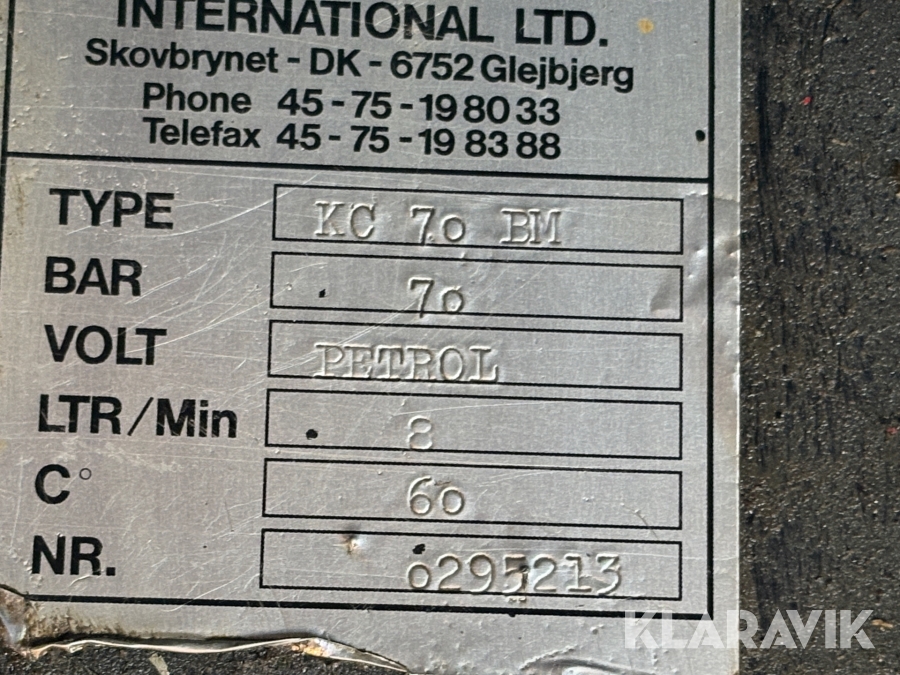 INTERNATIONAL LTD.
Skovbrynet - DK - 6752 Glejbjerg
Phone 45 - 75 - 19 80 33
Telefax 45 - 75 - 19 83 88
TYPE KC 70 BM
BAR 70
VOLT PETROL
LTR/Min 8
C° 60
NR. 0295213
KLARAVIK